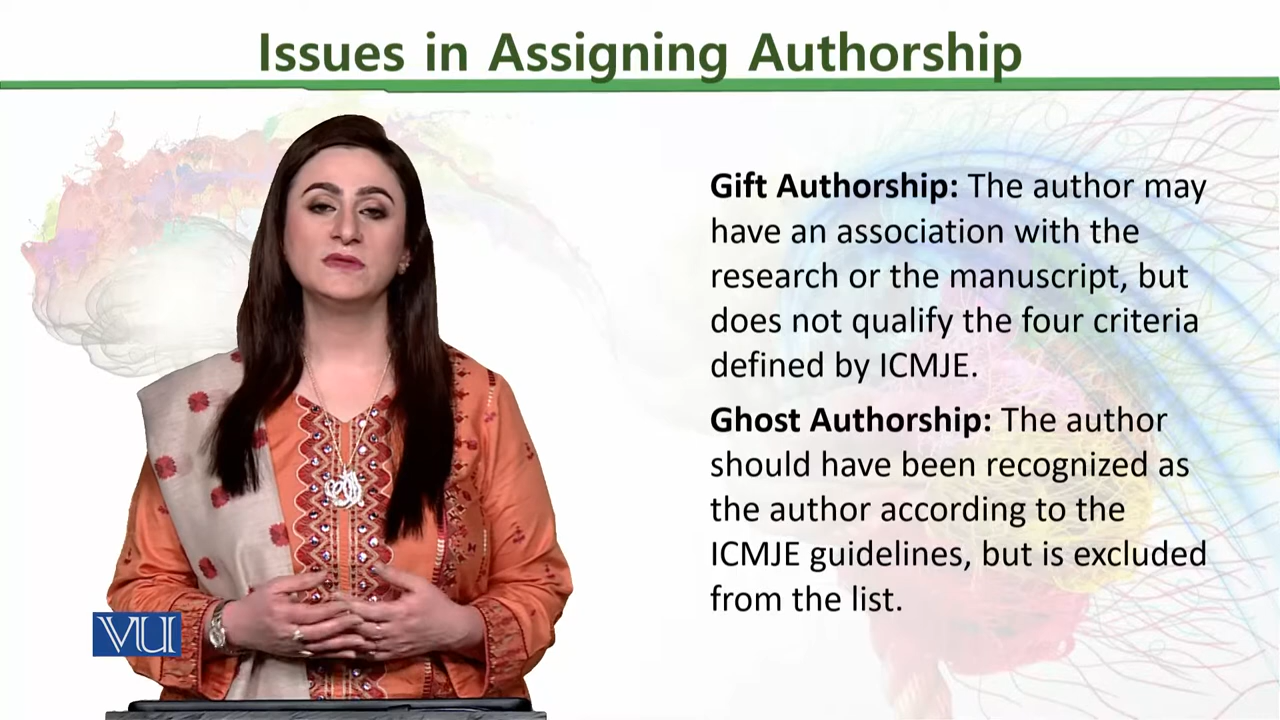 Issues in Assigning Authorship
Gift Authorship: The author may
have an association with the
research or the manuscript, but
does not qualify the four criteria
defined by ICMJE.
Ghost Authorship: The author
should have been recognized as
the author according to the
ICMJE guidelines, but is excluded
from the list.
VU